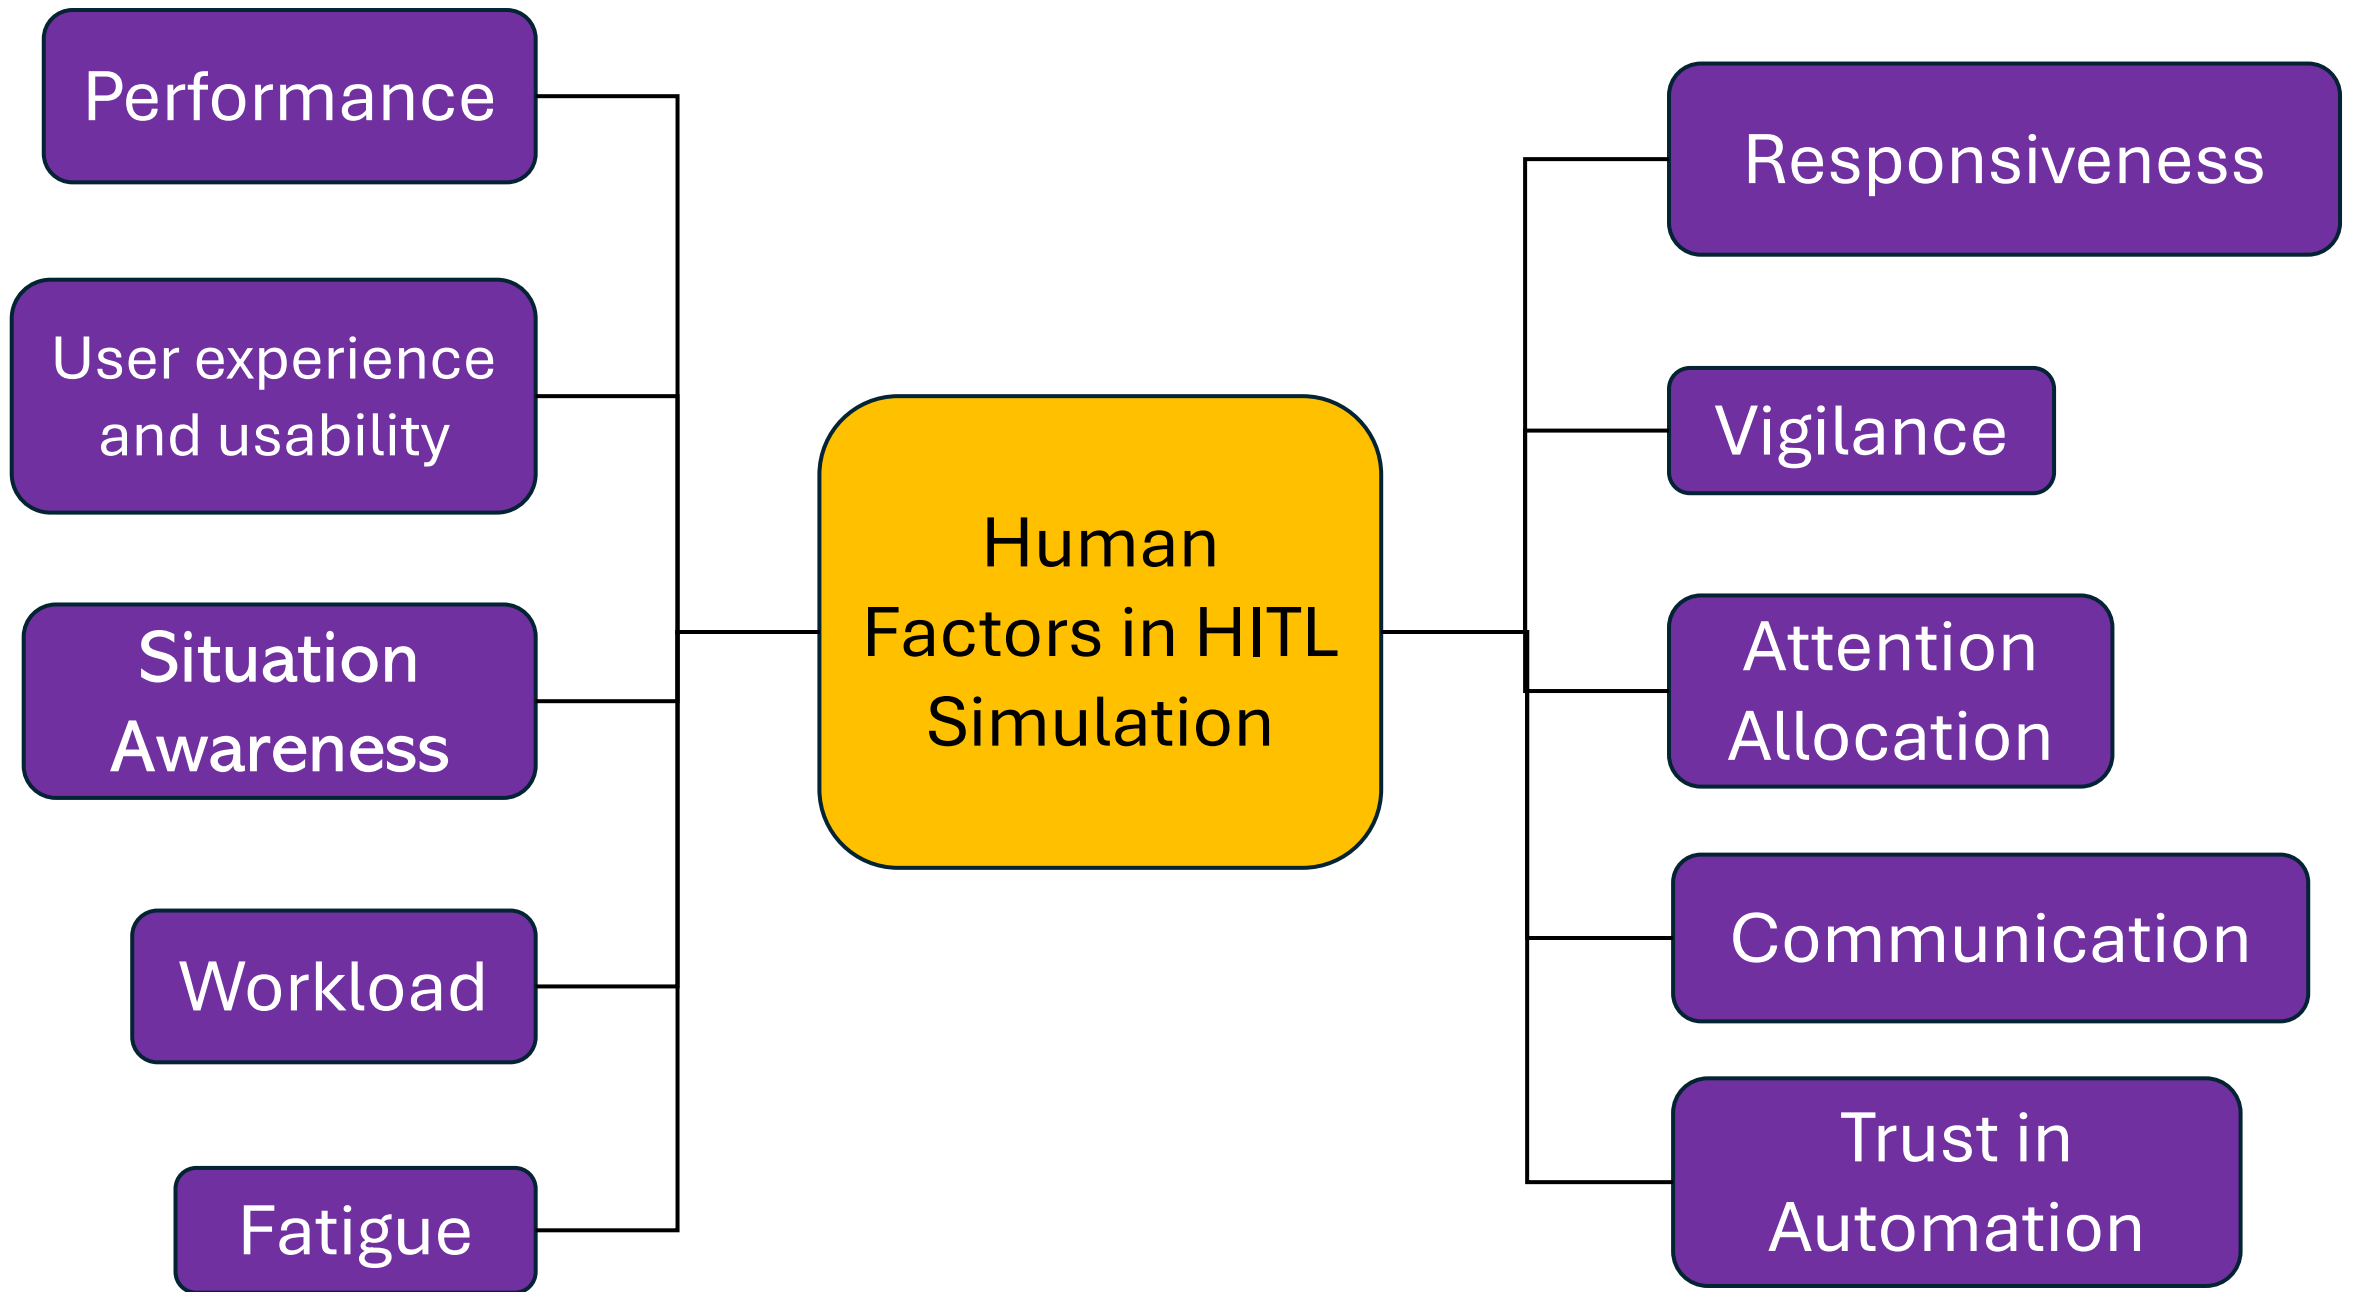 Performance
User experience
and usability
Situation
Awareness
Workload
Fatigue
Human
Factors in HITL
Simulation
Responsiveness
Vigilance
Attention
Allocation
Communication
Trust in
Automation